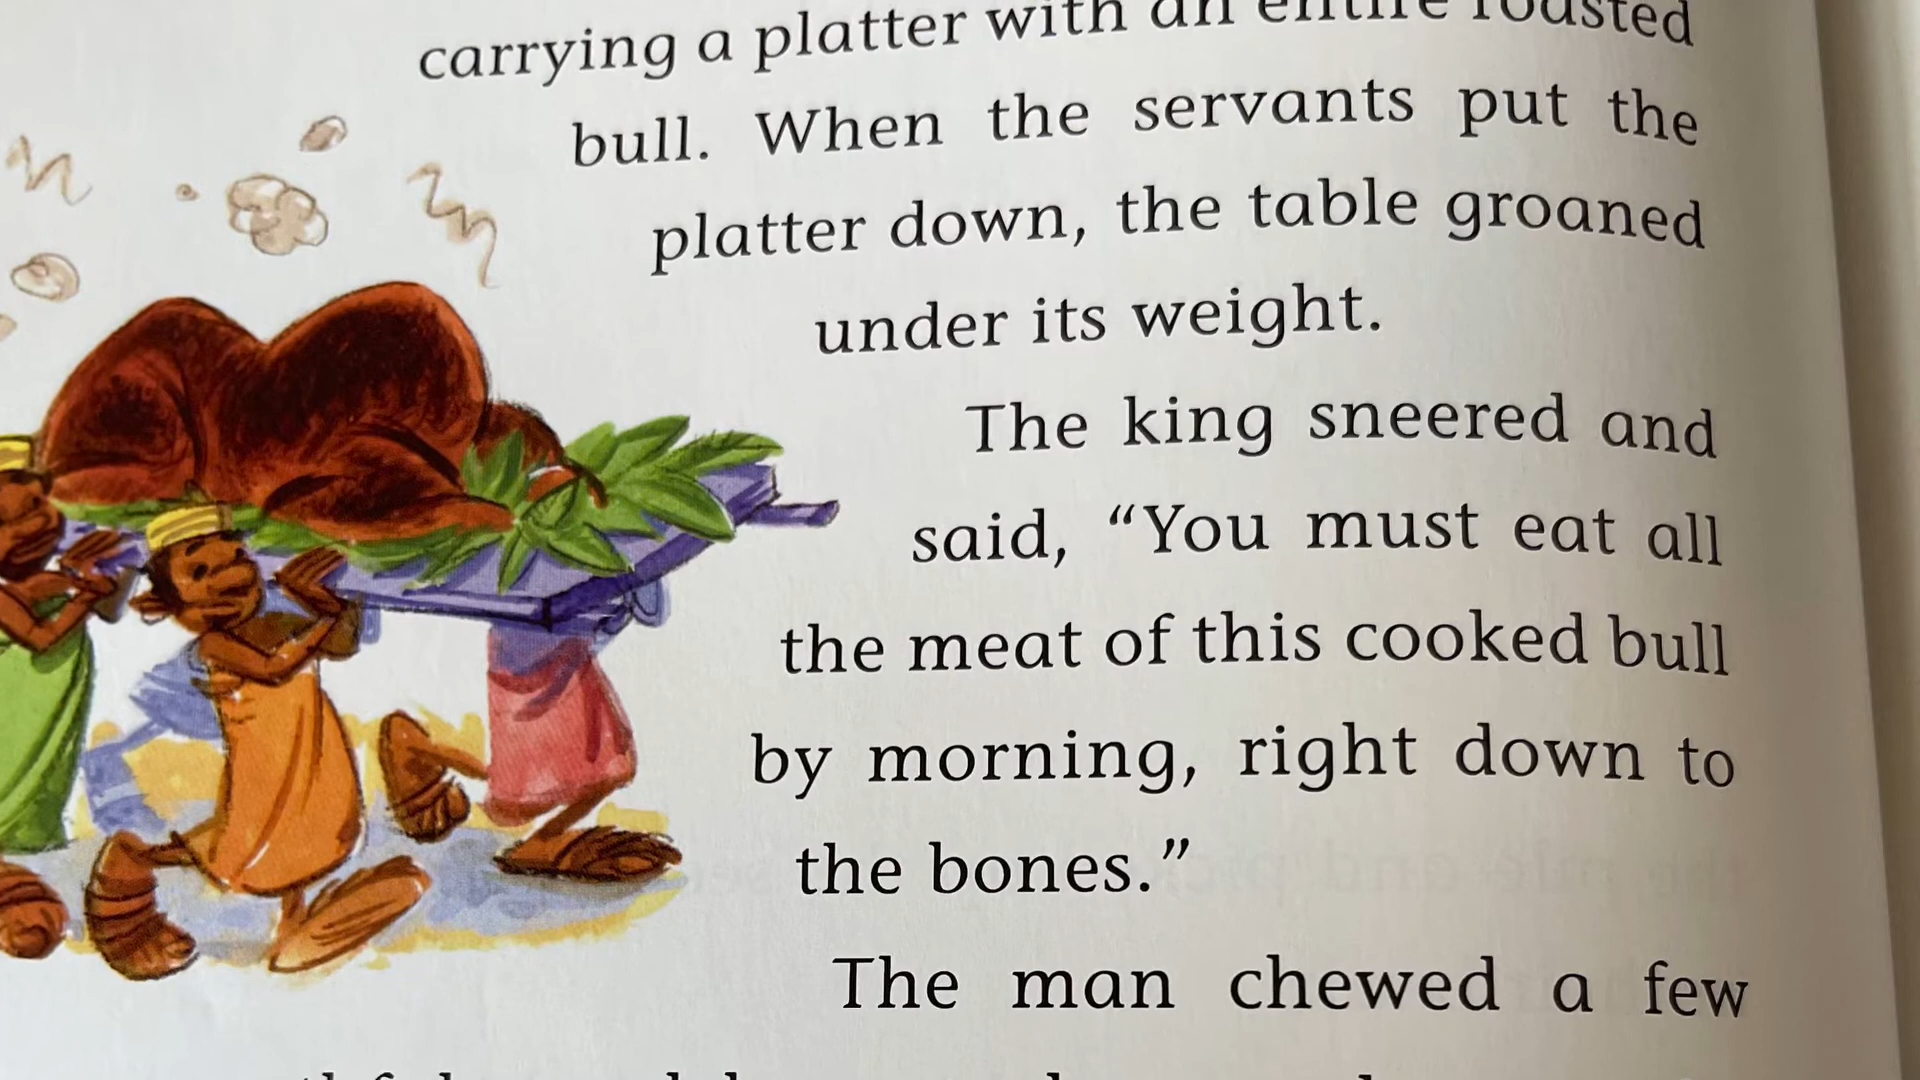 carrying a platter with an entire roasted
bull. When the servants put the
platter down, the table groaned
under its weight.
The king sneered and
said, “You must eat all
the meat of this cooked bull
by morning, right down to
the bones.”
The man chewed a few